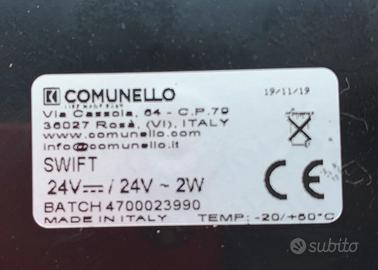 COMUNELLO
19/11/19
Via Cassola, 64 - C.P.79
36027 Rosà, (VI), ITALY
www.comunello.com
info@comunello.it
SWIFT
24V / 24V ~ 2W
CE
BATCH 4700023990
MADE IN ITALY TEMP: -20/+60°C
subito